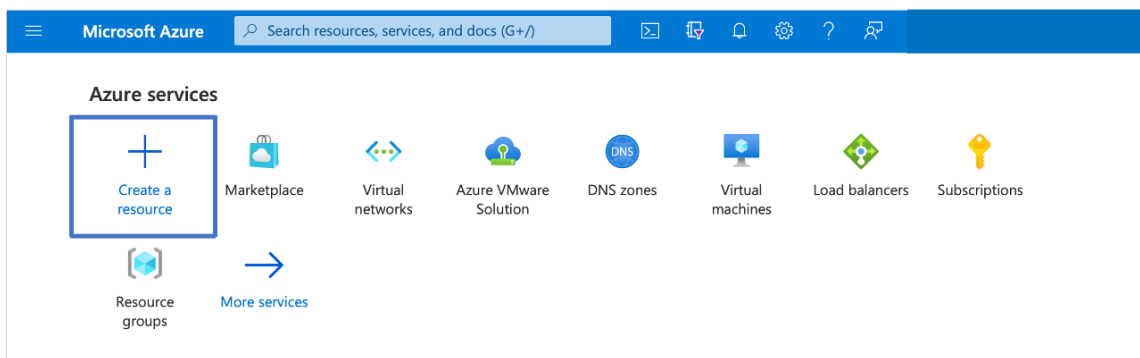 Microsoft Azure
Search resources, services, and docs (G+/)
Azure services
Create a
resource
Marketplace
Virtual
networks
Azure VMware
Solution
DNS
DNS zones
Virtual
machines
Load balancers
Subscriptions
Resource
groups
More services